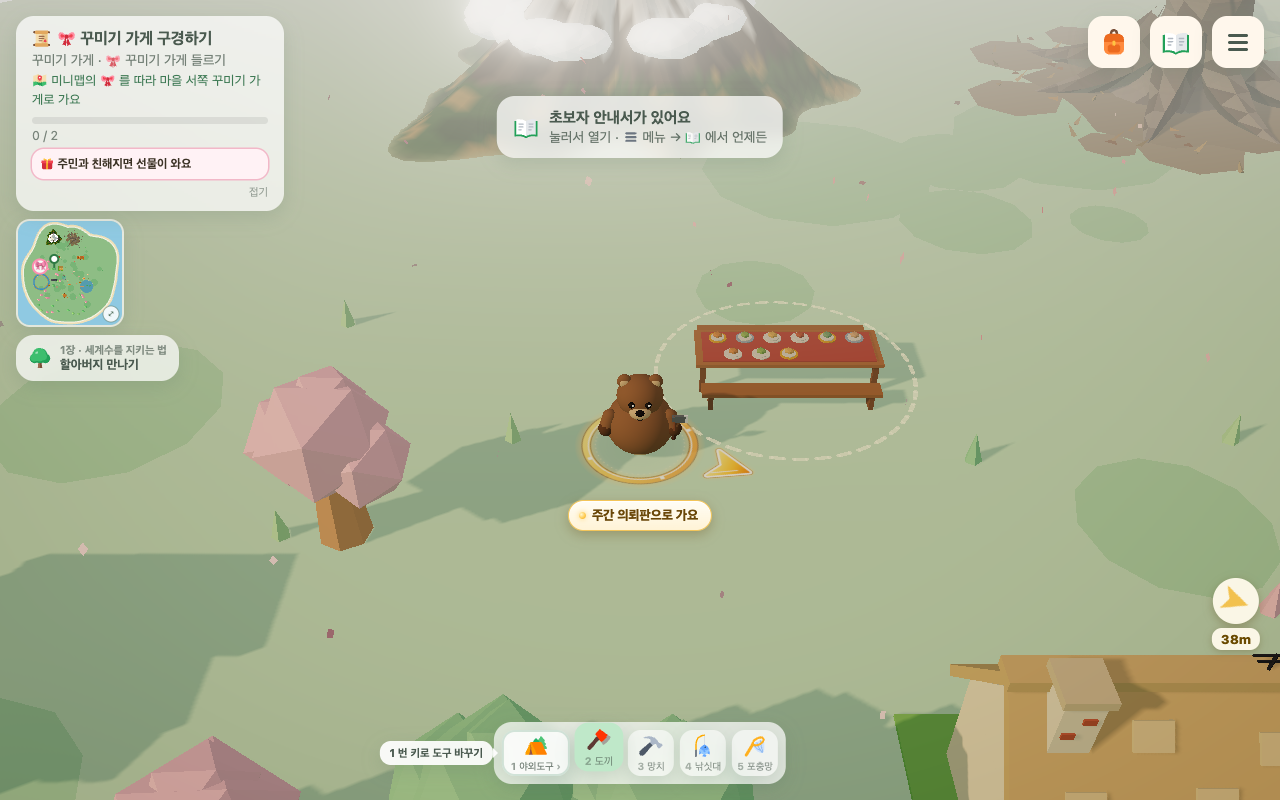 꾸미기 가게 구경하기
꾸미기 가게 · 꾸미기 가게 들르기
미니맵의 를 따라 마을 서쪽 꾸미기 가
게로 가요
0 / 2
주민과 친해지면 선물이 와요
접기
초보자 안내서가 있어요
눌러서 열기 · 메뉴 → 에서 언제든
1장 · 세계수를 지키는 법
할아버지 만나기
주간 의뢰판으로 가요
38m
1 번 키로 도구 바꾸기
1 야외도구 ›
2 도끼
3 망치
4 낚싯대
5 포충망